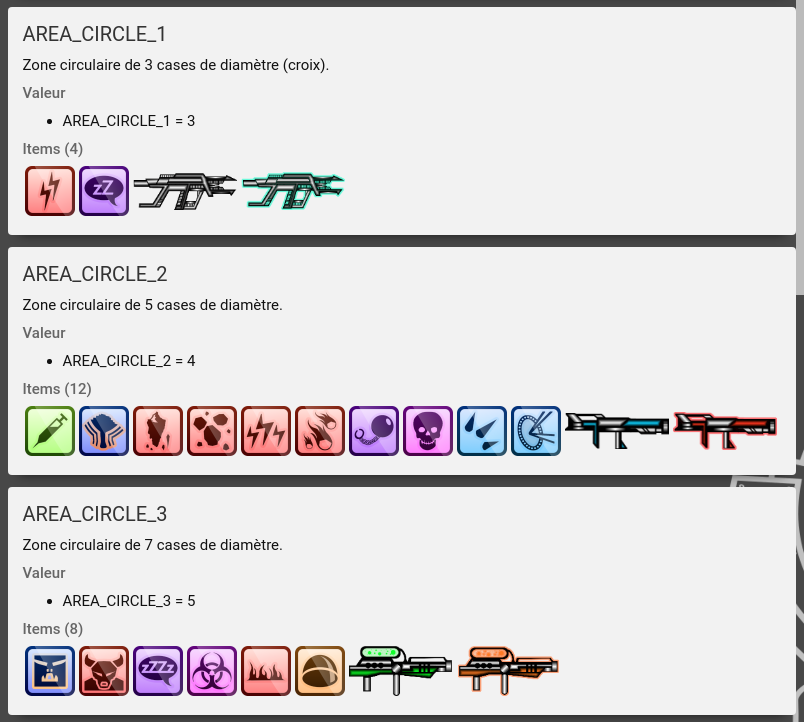 AREA_CIRCLE_1
Zone circulaire de 3 cases de diamètre (croix).
Valeur
AREA_CIRCLE_1 = 3
Items (4)
zZ
AREA_CIRCLE_2
Zone circulaire de 5 cases de diamètre.
Valeur
AREA_CIRCLE_2 = 4
Items (12)
AREA_CIRCLE_3
Zone circulaire de 7 cases de diamètre.
Valeur
AREA_CIRCLE_3 = 5
Items (8)
zZZz